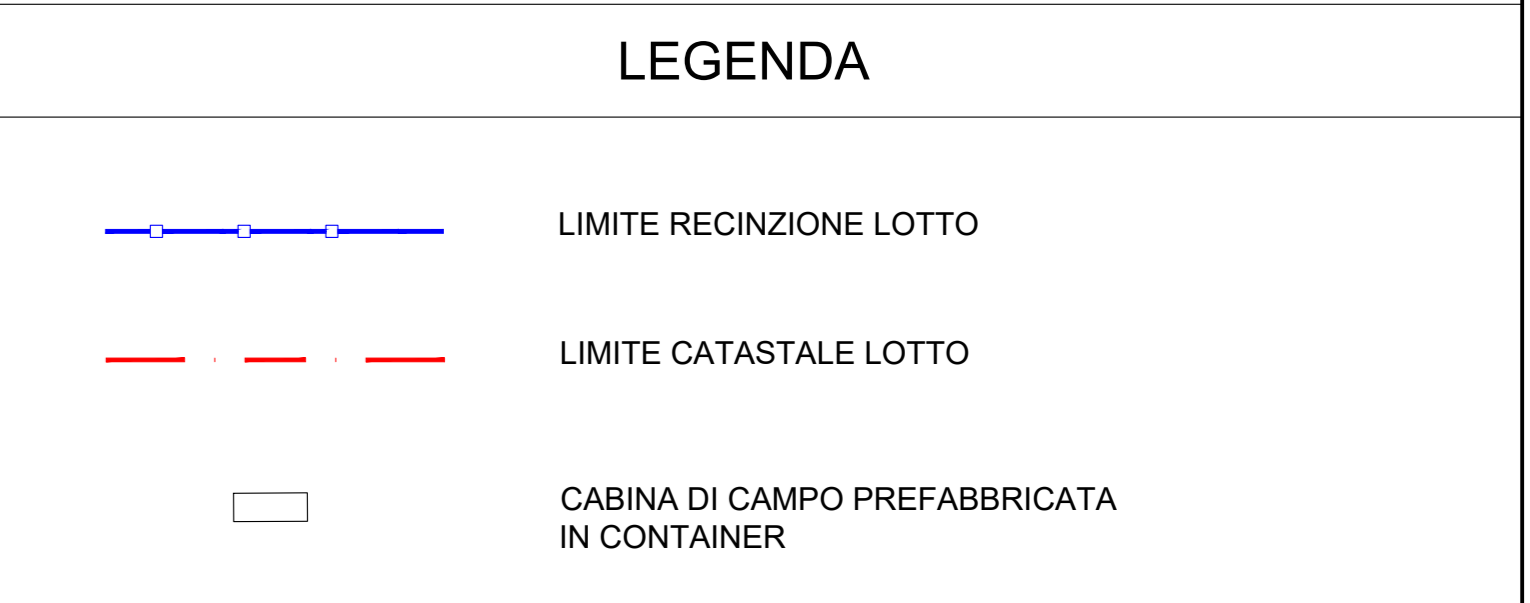 LEGENDA
LIMITE RECINZIONE LOTTO
LIMITE CATASTALE LOTTO
CABINA DI CAMPO PREFABBRICATA
IN CONTAINER